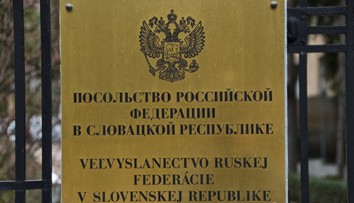 ПОСОЛЬСТВО РОССИЙСКОЙ
ФЕДЕРАЦИИ
В СЛОВАЦКОЙ РЕСПУБЛИКЕ
VEĽVYSLANECTVO RUSKEJ
FEDERÁCIE
V SLOVENSKEJ REPUBLIKE